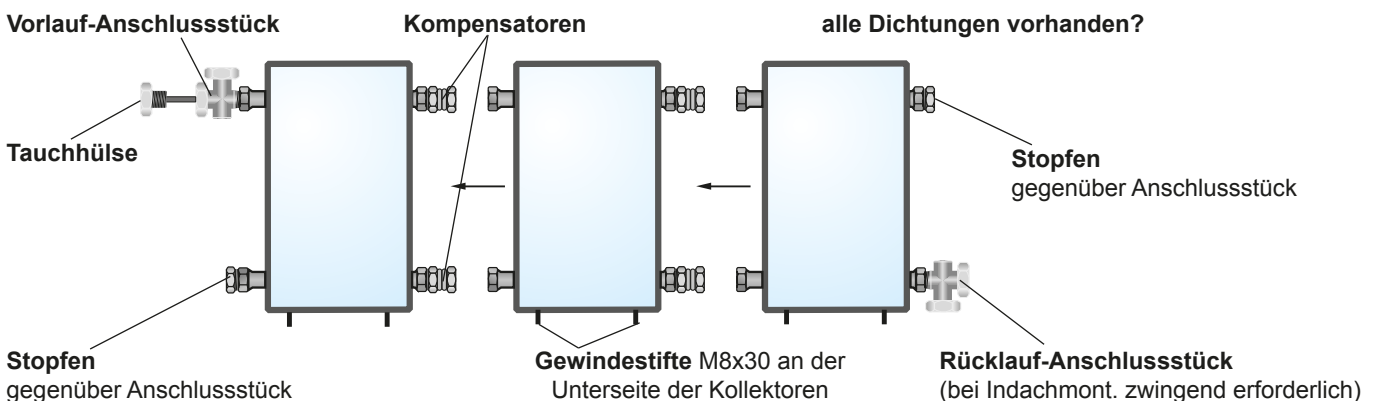 Vorlauf-Anschlussstück
Kompensatoren
alle Dichtungen vorhanden?
Tauchhülse
Stopfen
gegenüber Anschlussstück
Stopfen
gegenüber Anschlussstück
Gewindestifte M8x30 an der
Unterseite der Kollektoren
Rücklauf-Anschlussstück
(bei Indachmont. zwingend erforderlich)